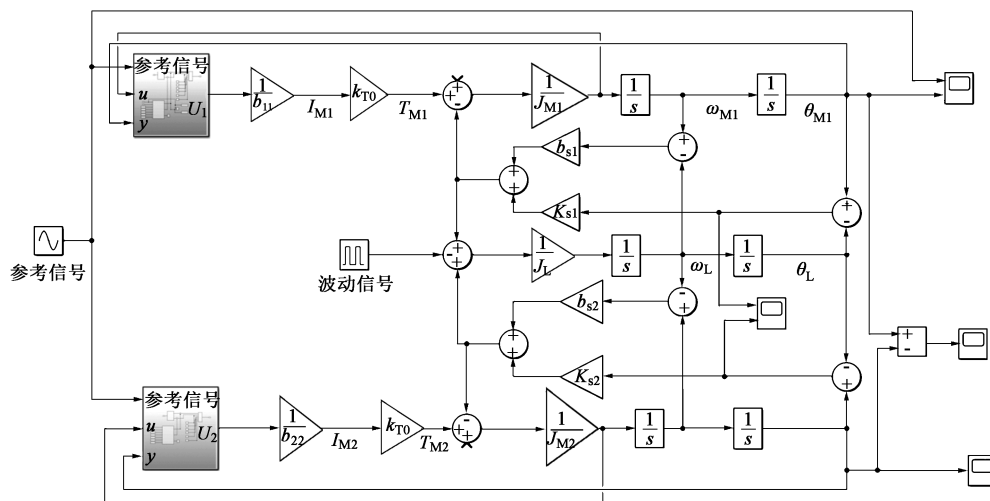 参考信号
u
y
U1
1/b11
IM1
kT0
TM1
1/JM1
1/s
ωM1
1/s
θM1
bs1
Ks1
参考信号
波动信号
1/JL
1/s
ωL
1/s
θL
bs2
Ks2
参考信号
u
y
U2
1/b22
IM2
kT0
TM2
1/JM2
1/s
1/s